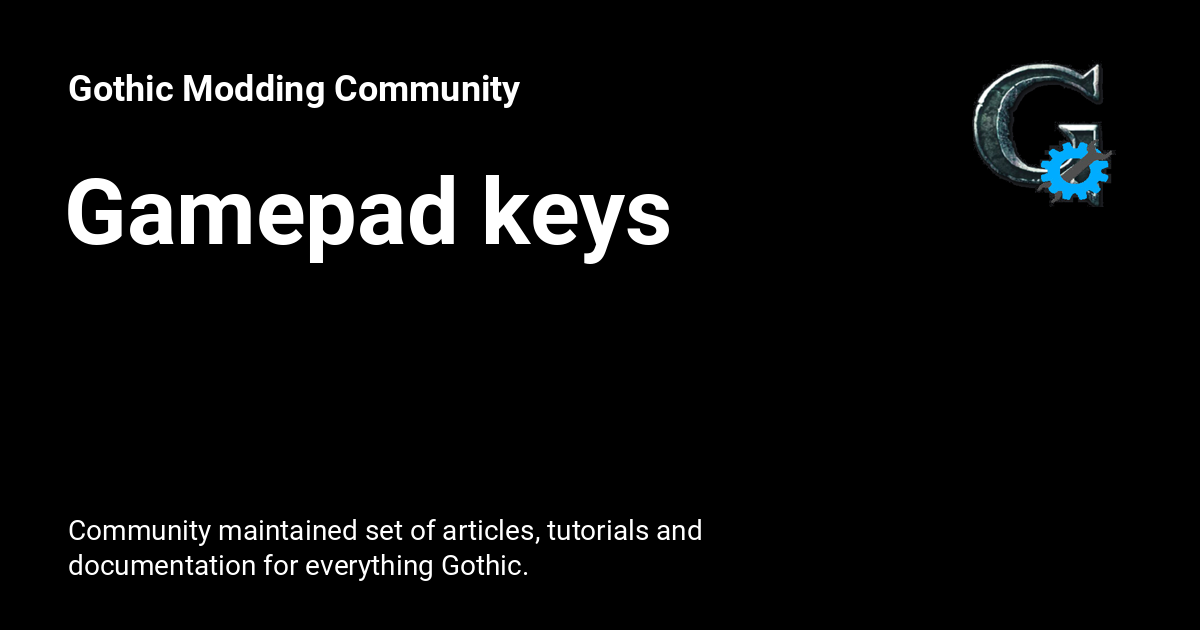 Gothic Modding Community
Gamepad keys
Community maintained set of articles, tutorials and
documentation for everything Gothic.